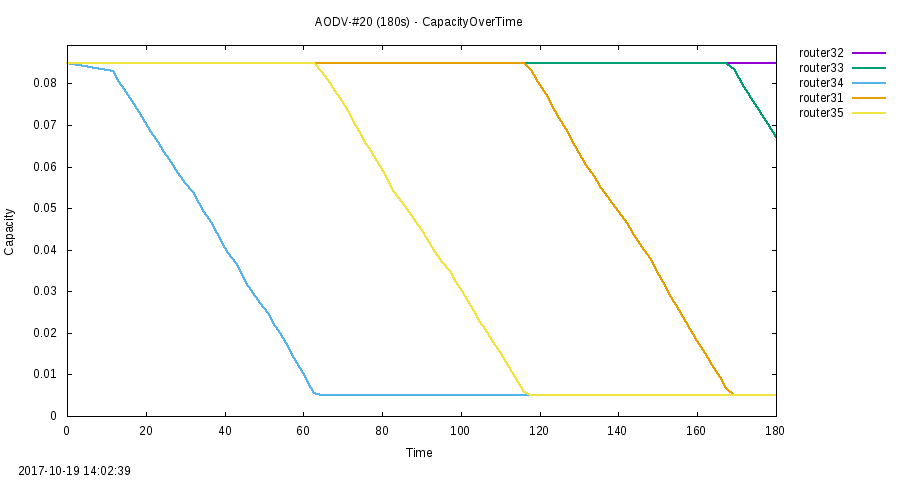 AODV-#20 (180s) - CapacityOverTime
router32
router33
router34
router31
router35
0.08
0.07
0.06
0.05
0.04
0.03
0.02
0.01
0
Capacity
0 20 40 60 80 100 120 140 160 180
Time
2017-10-19 14:02:39